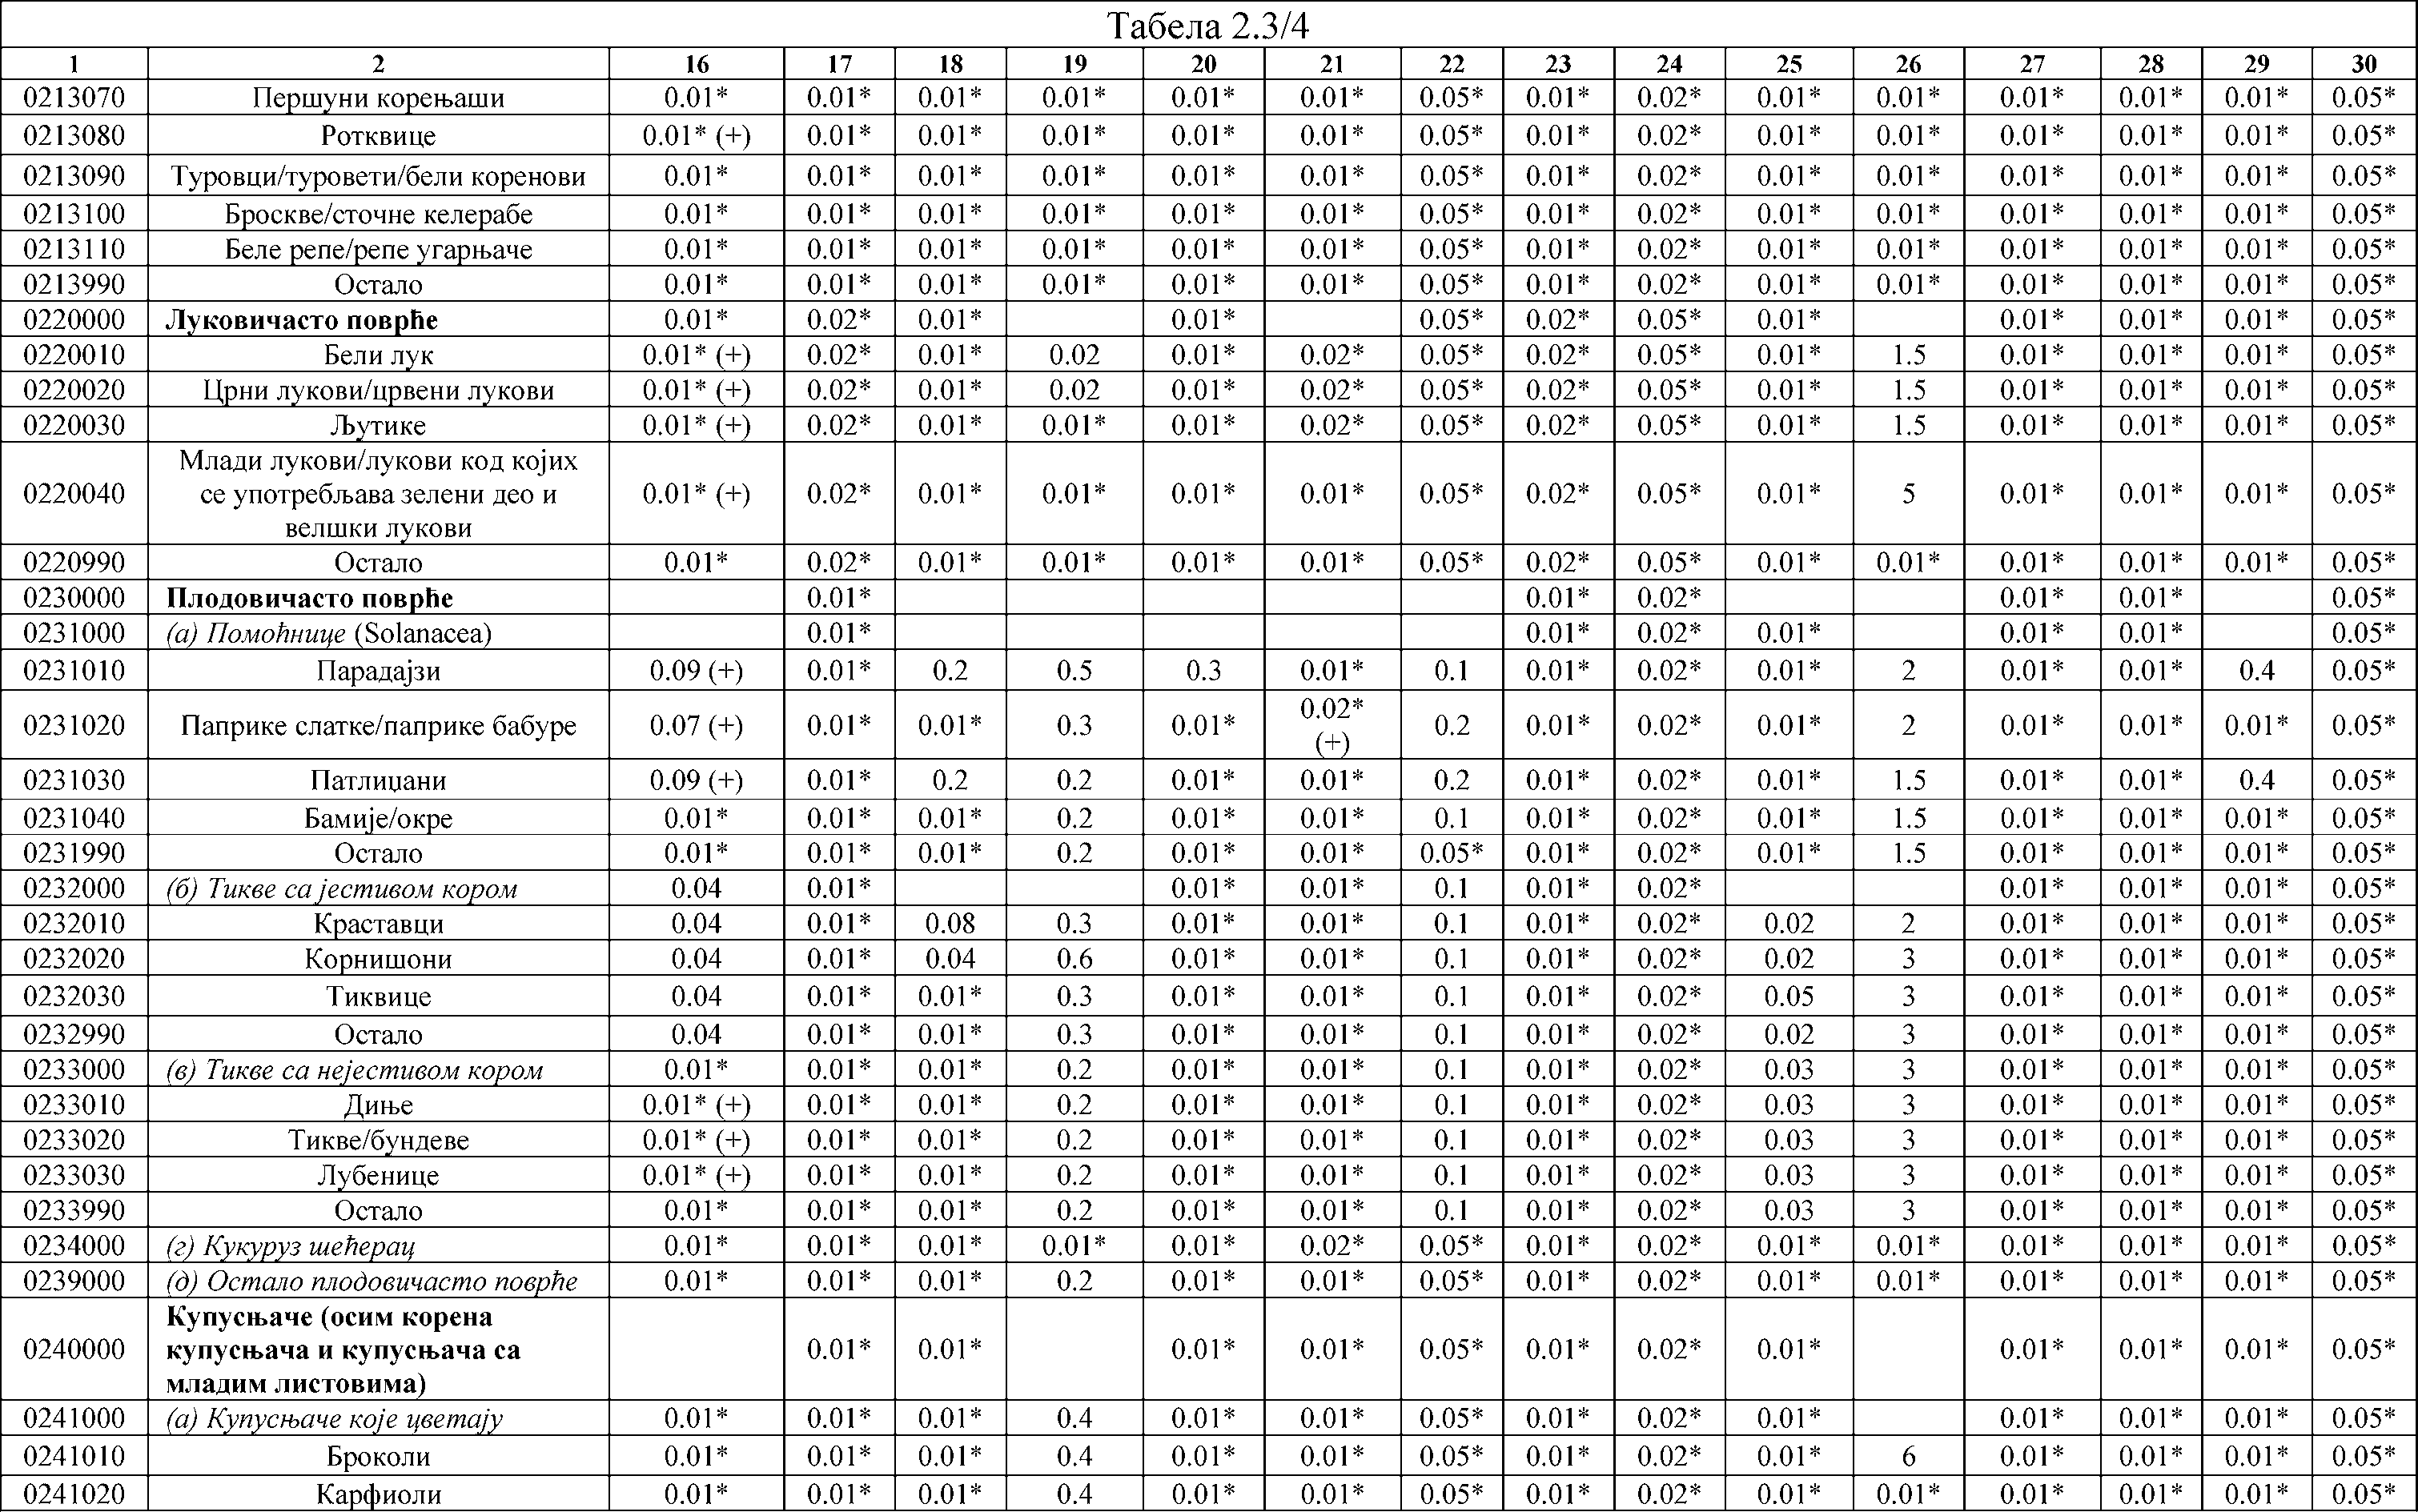 Табела 2.3/4
1 2 16 17 18 19 20 21 22 23 24 25 26 27 28 29 30
0213070 Першуни корењаши 0.01* 0.01* 0.01* 0.01* 0.01* 0.01* 0.05* 0.01* 0.02* 0.01* 0.01* 0.01* 0.01* 0.01* 0.05*
0213080 Ротквице 0.01* (+) 0.01* 0.01* 0.01* 0.01* 0.01* 0.05* 0.01* 0.02* 0.01* 0.01* 0.01* 0.01* 0.01* 0.05*
0213090 Туровци/туровети/бели коренови 0.01* 0.01* 0.01* 0.01* 0.01* 0.01* 0.05* 0.01* 0.02* 0.01* 0.01* 0.01* 0.01* 0.01* 0.05*
0213100 Броскве/сточне келерабе 0.01* 0.01* 0.01* 0.01* 0.01* 0.01* 0.05* 0.01* 0.02* 0.01* 0.01* 0.01* 0.01* 0.01* 0.05*
0213110 Беле репе/репе угарњаче 0.01* 0.01* 0.01* 0.01* 0.01* 0.01* 0.05* 0.01* 0.02* 0.01* 0.01* 0.01* 0.01* 0.01* 0.05*
0213990 Остало 0.01* 0.01* 0.01* 0.01* 0.01* 0.01* 0.05* 0.01* 0.02* 0.01* 0.01* 0.01* 0.01* 0.01* 0.05*
0220000 Луковичасто поврће 0.01* 0.02* 0.01* 0.01* 0.05* 0.02* 0.05* 0.01* 0.01* 0.01* 0.01* 0.05*
0220010 Бели лук 0.01* (+) 0.02* 0.01* 0.02 0.01* 0.02* 0.05* 0.02* 0.05* 0.01* 1.5 0.01* 0.01* 0.01* 0.05*
0220020 Црни лукови/црвени лукови 0.01* (+) 0.02* 0.01* 0.02 0.01* 0.02* 0.05* 0.02* 0.05* 0.01* 1.5 0.01* 0.01* 0.01* 0.05*
0220030 Љутике 0.01* (+) 0.02* 0.01* 0.01* 0.01* 0.02* 0.05* 0.02* 0.05* 0.01* 1.5 0.01* 0.01* 0.01* 0.05*
Млади лукови/лукови код којих
0220040 се употребљава зелени део и 0.01* (+) 0.02* 0.01* 0.01* 0.01* 0.01* 0.05* 0.02* 0.05* 0.01* 5 0.01* 0.01* 0.01* 0.05*
велшки лукови
0220990 Остало 0.01* 0.02* 0.01* 0.01* 0.01* 0.01* 0.05* 0.02* 0.05* 0.01* 0.01* 0.01* 0.01* 0.01* 0.05*
0230000 Плодовичасто поврће 0.01* 0.01* 0.02* 0.01* 0.01* 0.05*
0231000 (а) Помоћнице (Solanacea) 0.01* 0.01* 0.02* 0.01* 0.01* 0.01* 0.05*
0231010 Парадајзи 0.09 (+) 0.01* 0.2 0.5 0.3 0.01* 0.1 0.01* 0.02* 0.01* 2 0.01* 0.01* 0.4 0.05*
0231020 Паприке слатке/паприке бабуре 0.07 (+) 0.01* 0.01* 0.3 0.01* 0.02* (+) 0.2 0.01* 0.02* 0.01* 2 0.01* 0.01* 0.01* 0.05*
0231030 Патлиџани 0.09 (+) 0.01* 0.2 0.2 0.01* 0.01* 0.2 0.01* 0.02* 0.01* 1.5 0.01* 0.01* 0.4 0.05*
0231040 Бамије/окре 0.01* 0.01* 0.01* 0.2 0.01* 0.01* 0.1 0.01* 0.02* 0.01* 1.5 0.01* 0.01* 0.01* 0.05*
0231990 Остало 0.01* 0.01* 0.01* 0.2 0.01* 0.01* 0.05* 0.01* 0.02* 0.01* 1.5 0.01* 0.01* 0.01* 0.05*
0232000 (б) Тикве са јестивом кором 0.04 0.01* 0.01* 0.01* 0.1 0.01* 0.02* 0.01* 0.01* 0.01* 0.05*
0232010 Краставци 0.04 0.01* 0.08 0.3 0.01* 0.01* 0.1 0.01* 0.02* 0.02 2 0.01* 0.01* 0.01* 0.05*
0232020 Корнишони 0.04 0.01* 0.04 0.6 0.01* 0.01* 0.1 0.01* 0.02* 0.02 3 0.01* 0.01* 0.01* 0.05*
0232030 Тиквице 0.04 0.01* 0.01* 0.3 0.01* 0.01* 0.1 0.01* 0.02* 0.05 3 0.01* 0.01* 0.01* 0.05*
0232990 Остало 0.04 0.01* 0.01* 0.3 0.01* 0.01* 0.1 0.01* 0.02* 0.02 3 0.01* 0.01* 0.01* 0.05*
0233000 (в) Тикве са нејестивом кором 0.01* 0.01* 0.01* 0.2 0.01* 0.01* 0.1 0.01* 0.02* 0.03 3 0.01* 0.01* 0.01* 0.05*
0233010 Диње 0.01* (+) 0.01* 0.01* 0.2 0.01* 0.01* 0.1 0.01* 0.02* 0.03 3 0.01* 0.01* 0.01* 0.05*
0233020 Тикве/бундеве 0.01* (+) 0.01* 0.01* 0.2 0.01* 0.01* 0.1 0.01* 0.02* 0.03 3 0.01* 0.01* 0.01* 0.05*
0233030 Лубенице 0.01* (+) 0.01* 0.01* 0.2 0.01* 0.01* 0.1 0.01* 0.02* 0.03 3 0.01* 0.01* 0.01* 0.05*
0233990 Остало 0.01* 0.01* 0.01* 0.2 0.01* 0.01* 0.1 0.01* 0.02* 0.03 3 0.01* 0.01* 0.01* 0.05*
0234000 (г) Кукуруз шећерац 0.01* 0.01* 0.01* 0.01* 0.01* 0.02* 0.05* 0.01* 0.02* 0.01* 0.01* 0.01* 0.01* 0.01* 0.05*
0239000 (д) Остало плодовичасто поврће 0.01* 0.01* 0.01* 0.2 0.01* 0.01* 0.05* 0.01* 0.02* 0.01* 0.01* 0.01* 0.01* 0.01* 0.05*
Купусњаче (осим корена
0240000 купусњача и купусњача са 0.01* 0.01* 0.01* 0.01* 0.05* 0.01* 0.02* 0.01* 0.01* 0.01* 0.01* 0.05*
младим листовима)
0241000 (а) Купусњаче које цветају 0.01* 0.01* 0.01* 0.4 0.01* 0.01* 0.05* 0.01* 0.02* 0.01* 0.01* 0.01* 0.01* 0.05*
0241010 Броколи 0.01* 0.01* 0.01* 0.4 0.01* 0.01* 0.05* 0.01* 0.02* 0.01* 6 0.01* 0.01* 0.01* 0.05*
0241020 Карфиоли 0.01* 0.01* 0.01* 0.4 0.01* 0.01* 0.05* 0.01* 0.02* 0.01* 0.01* 0.01* 0.01* 0.01* 0.05*